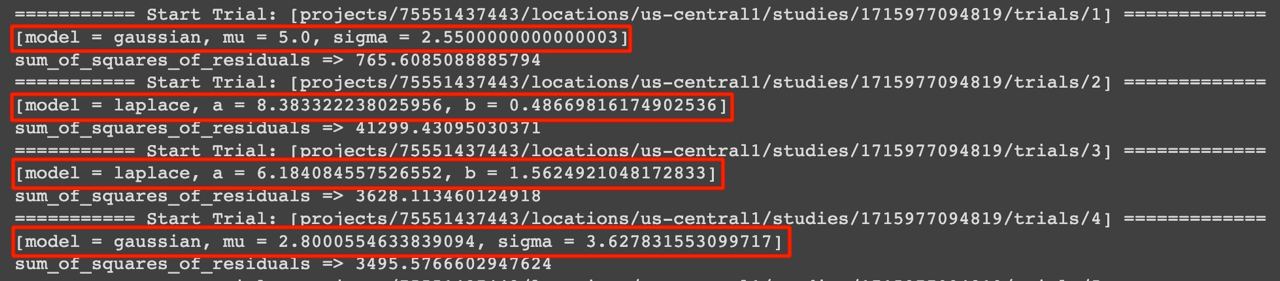 =========== Start Trial: [projects/75551437443/locations/us-central1/studies/1715977094819/trials/1] =============
[model = gaussian, mu = 5.0, sigma = 2.5500000000000003]
sum_of_squares_of_residuals => 765.6085088885794
=========== Start Trial: [projects/75551437443/locations/us-central1/studies/1715977094819/trials/2] =============
[model = laplace, a = 8.383322238025956, b = 0.48669816174902536]
sum_of_squares_of_residuals => 41299.43095030371
=========== Start Trial: [projects/75551437443/locations/us-central1/studies/1715977094819/trials/3] =============
[model = laplace, a = 6.184084557526552, b = 1.5624921048172833]
sum_of_squares_of_residuals => 3628.113460124918
=========== Start Trial: [projects/75551437443/locations/us-central1/studies/1715977094819/trials/4] =============
[model = gaussian, mu = 2.8000554633839094, sigma = 3.627831553099717]
sum_of_squares_of_residuals => 3495.5766602947624